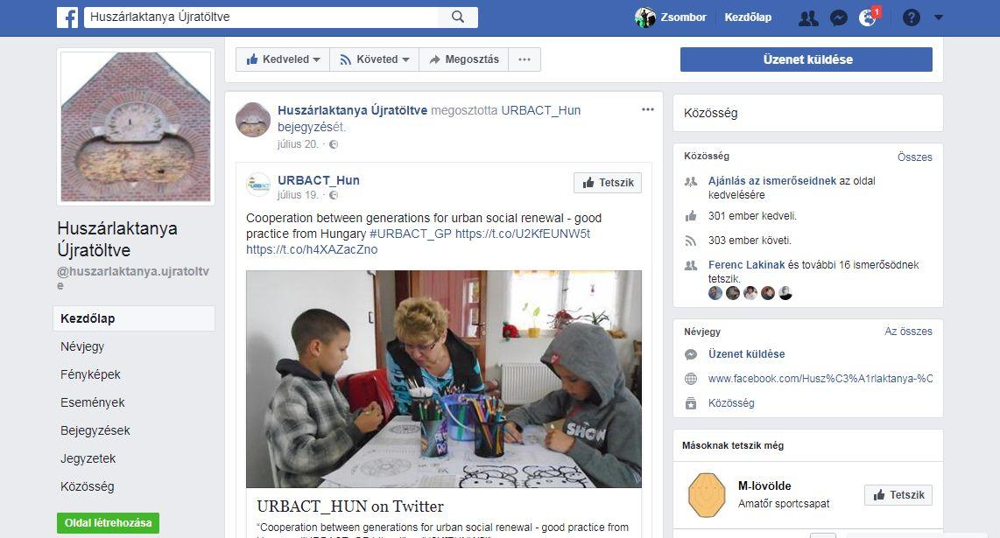 Huszárlaktanya Újratöltve
Zsombor
Kezdőlap
1
Kedveled
Követed
Megosztás
Üzenet küldése
Huszárlaktanya
Újratöltve
@huszarlaktanya.ujratoltv
e
Kezdőlap
Névjegy
Fényképek
Események
Bejegyzések
Jegyzetek
Közösség
Oldal létrehozása
Huszárlaktanya Újratöltve megosztotta URBACT_Hun
bejegyzését.
július 20.
URBACT_Hun
július 19.
Tetszik
Cooperation between generations for urban social renewal - good
practice from Hungary #URBACT_GP https://t.co/U2KfEUNW5t
https://t.co/h4XAZacZno
SHOW
URBACT_HUN on Twitter
“Cooperation between generations for urban social renewal - good practice from
Közösség
Közösség
Összes
Ajánlás az ismerőseidnek az oldal
kedvelésére
301 ember kedveli.
303 ember követi.
Ferenc Lakinak és további 16 ismerősödnek
tetszik.
Névjegy
Az összes
Üzenet küldése
www.facebook.com/Husz%C3%A1rlaktanya-%C
Közösség
Másoknak tetszik még
M-lövölde
Amatőr sportcsapat
Tetszik